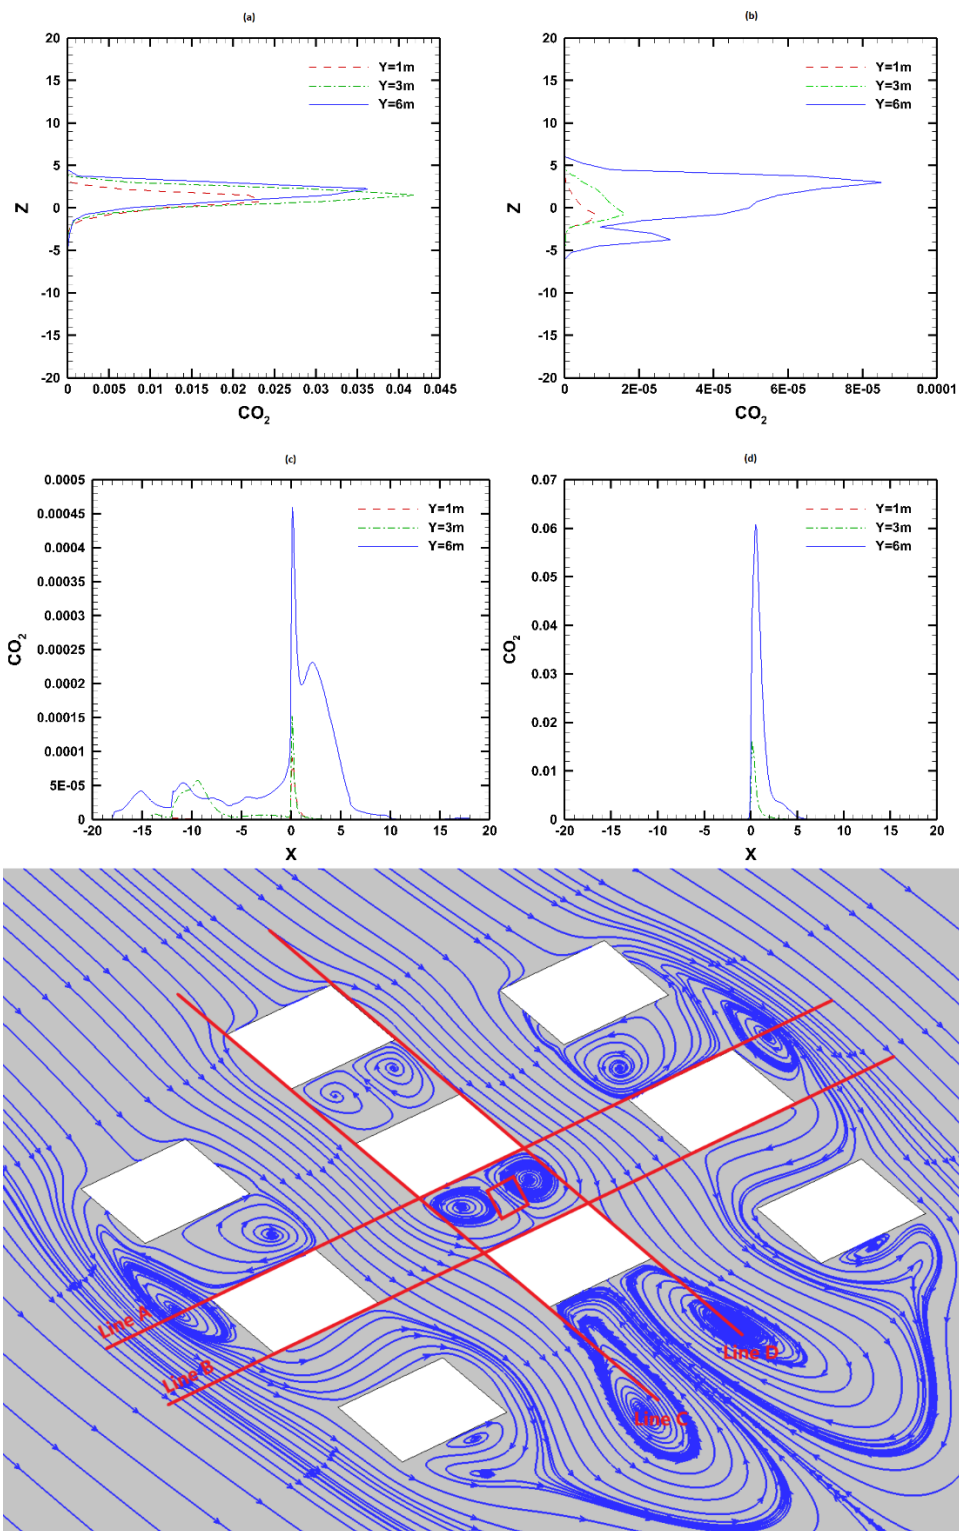 (a)
20
15
10
5
0
-5
-10
-15
-20
Z
Y=1m
Y=3m
Y=6m
0 0.005 0.01 0.015 0.02 0.025 0.03 0.035 0.04 0.045
CO2
(b)
20
15
10
5
0
-5
-10
-15
-20
Z
Y=1m
Y=3m
Y=6m
0 2E-05 4E-05 6E-05 8E-05 0.0001
CO2
(c)
0.0005
0.00045
0.0004
0.00035
0.0003
0.00025
0.0002
0.00015
0.0001
5E-05
0
CO2
Y=1m
Y=3m
Y=6m
-20 -15 -10 -5 0 5 10 15 20
X
(d)
0.07
0.06
0.05
0.04
0.03
0.02
0.01
0
CO2
Y=1m
Y=3m
Y=6m
-20 -15 -10 -5 0 5 10 15 20
X
Line A
Line B
Line C
Line D